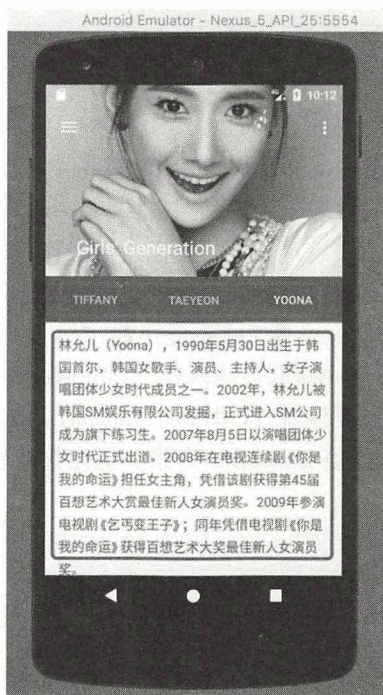 Android Emulator - Nexus_5_API_25:5554
10:12
Girls' Generation
TIFFANY TAEYEON YOONA
林允儿（Yoona），1990年5月30日出生于韩
国首尔，韩国女歌手、演员、主持人，女子演
唱团体少女时代成员之一。2002年，林允儿被
韩国SM娱乐有限公司发掘，正式进入SM公司
成为旗下练习生。2007年8月5日以演唱团体少
女时代正式出道。2008年在电视连续剧《你是
我的命运》担任女主角，凭借该剧获得第45届
百想艺术大赏最佳新人女演员奖。2009年参演
电视剧《乞丐变王子》；同年凭借电视剧《你是
我的命运》获得百想艺术大奖最佳新人女演员
奖。